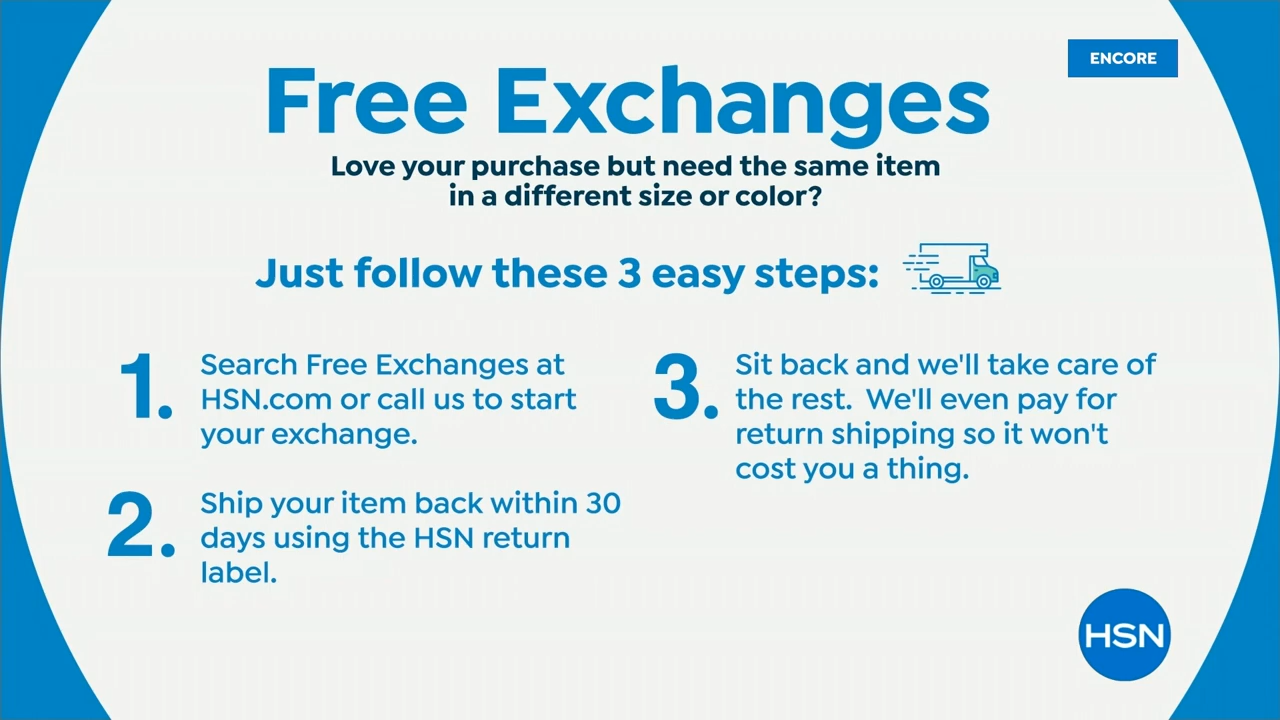 ENCORE
Free Exchanges
Love your purchase but need the same item
in a different size or color?
Just follow these 3 easy steps:
1. Search Free Exchanges at
HSN.com or call us to start
your exchange.
2. Ship your item back within 30
days using the HSN return
label.
3. Sit back and we'll take care of
the rest.  We'll even pay for
return shipping so it won't
cost you a thing.
HSN